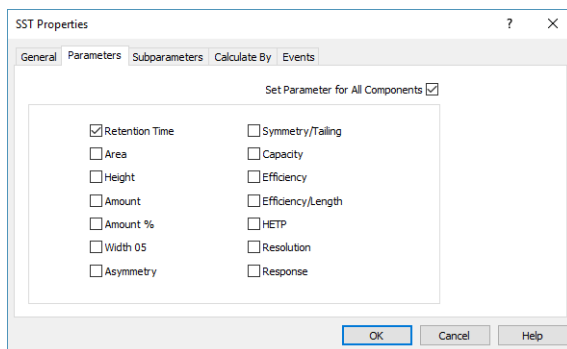 SST Properties ?
General Parameters Subparameters Calculate By Events
Set Parameter for All Components
Retention Time Symmetry/Tailing
Area Capacity
Height Efficiency
Amount Efficiency/Length
Amount % HETP
Width 05 Resolution
Asymmetry Response
OK Cancel Help